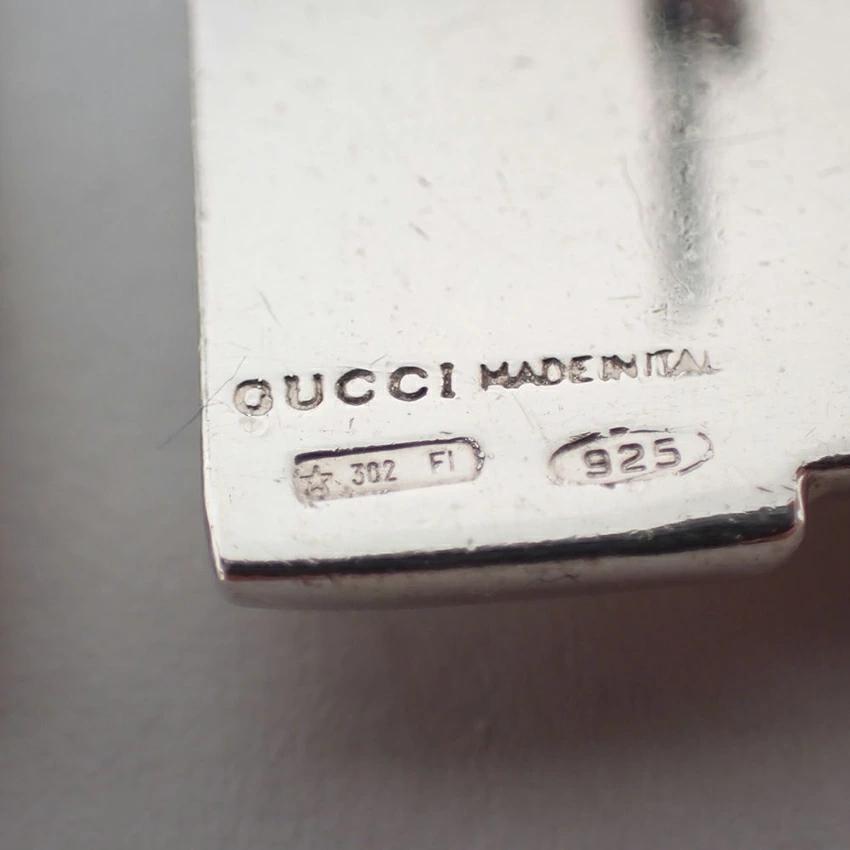 GUCCI MADE IN ITAL
☆ 302 FI 925